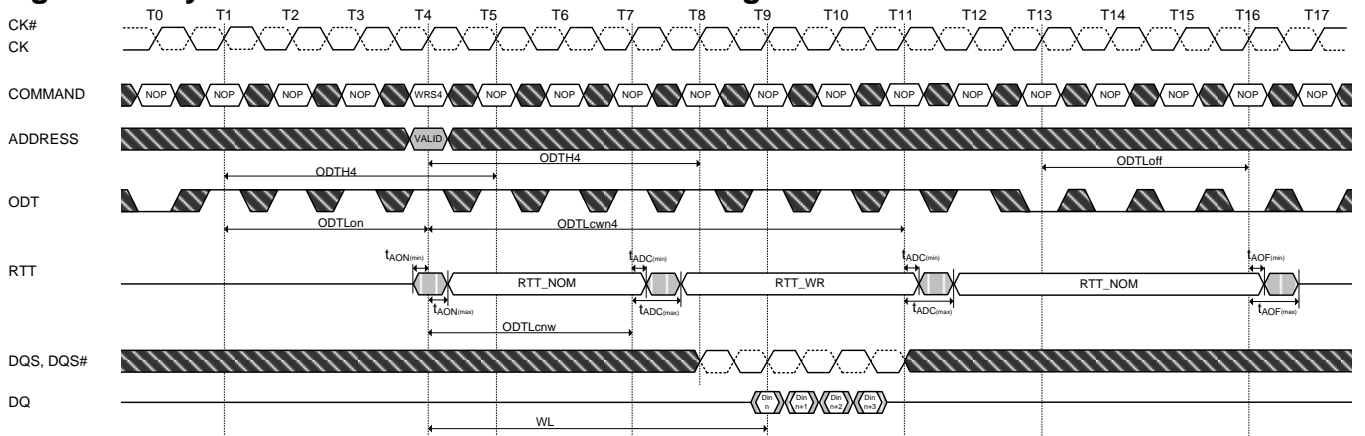 T0 T1 T2 T3 T4 T5 T6 T7 T8 T9 T10 T11 T12 T13 T14 T15 T16 T17
CK#
CK
COMMAND NOP NOP NOP NOP WRS4 NOP NOP NOP NOP NOP NOP NOP NOP NOP NOP NOP NOP NOP
ADDRESS VALID
ODTH4 ODTLoff
ODTH4
ODT
ODTLon ODTLcwn4
tAON(min) tADC(min) tADC(min) tAOF(min)
RTT RTT_NOM RTT_WR RTT_NOM
tAON(max) tADC(max) tADC(max) tAOF(max)
ODTLcnw
DQS, DQS#
DQ Din n Din n+1 Din n+2 Din n+3
WL